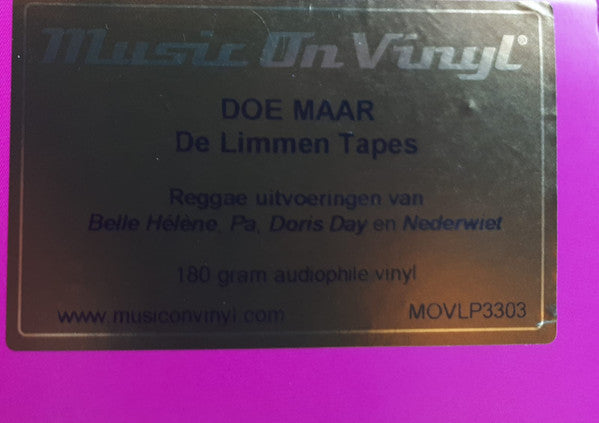 Music On Vinyl®
DOE MAAR
De Limmen Tapes
Reggae uitvoeringen van
Belle Hélène, Pa, Doris Day en Nederwiet
180 gram audiophile vinyl
www.musiconvinyl.com MOVLP3303